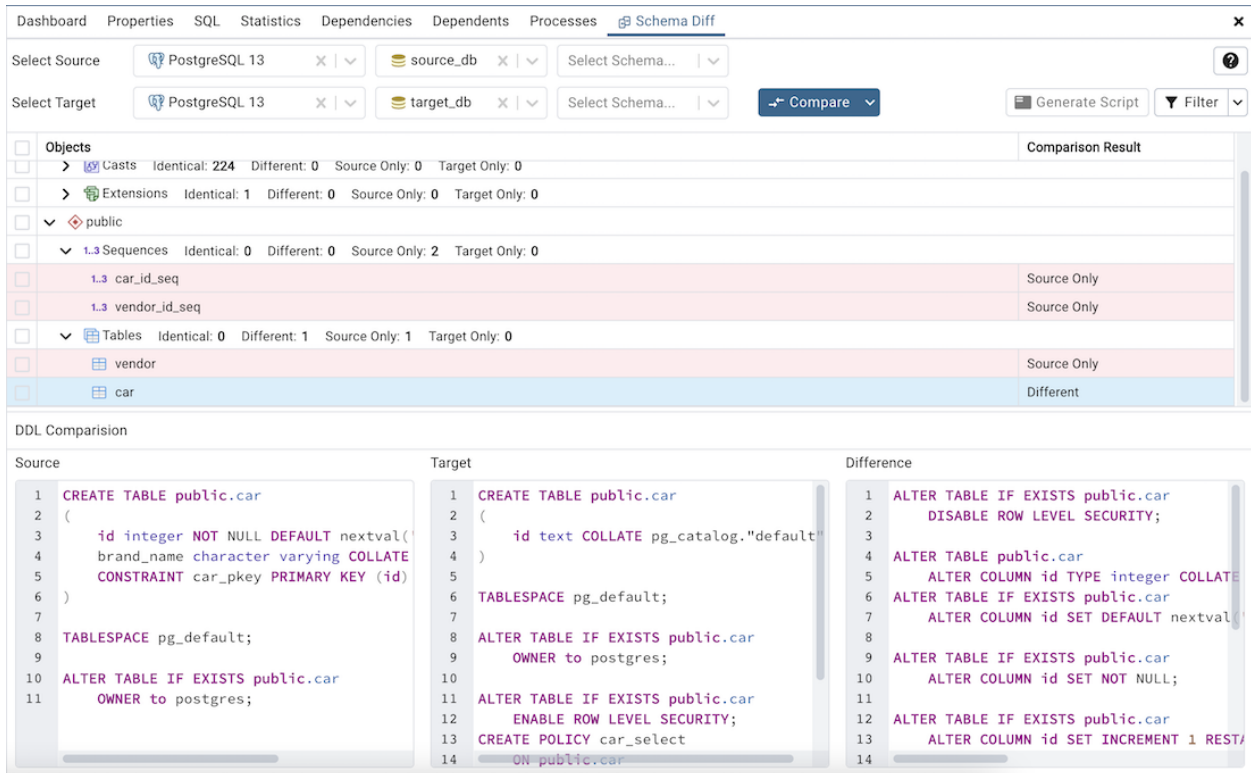 Dashboard Properties SQL Statistics Dependencies Dependents Processes Schema Diff
Select Source PostgreSQL 13 source_db Select Schema...
Select Target PostgreSQL 13 target_db Select Schema... Compare Generate Script Filter
Objects Comparison Result
Casts Identical: 224 Different: 0 Source Only: 0 Target Only: 0
Extensions Identical: 1 Different: 0 Source Only: 0 Target Only: 0
public
1..3 Sequences Identical: 0 Different: 0 Source Only: 2 Target Only: 0
1..3 car_id_seq Source Only
1..3 vendor_id_seq Source Only
Tables Identical: 0 Different: 1 Source Only: 1 Target Only: 0
vendor Source Only
car Different
DDL Comparision
Source
1 CREATE TABLE public.car
2 (
3 id integer NOT NULL DEFAULT nextval('
4 brand_name character varying COLLATE
5 CONSTRAINT car_pkey PRIMARY KEY (id)
6 )
7
8 TABLESPACE pg_default;
9
10 ALTER TABLE IF EXISTS public.car
11 OWNER to postgres;
Target
1 CREATE TABLE public.car
2 (
3 id text COLLATE pg_catalog."default"
4 )
5
6 TABLESPACE pg_default;
7
8 ALTER TABLE IF EXISTS public.car
9 OWNER to postgres;
10
11 ALTER TABLE IF EXISTS public.car
12 ENABLE ROW LEVEL SECURITY;
13 CREATE POLICY car_select
14 ON public.car
Difference
1 ALTER TABLE IF EXISTS public.car
2 DISABLE ROW LEVEL SECURITY;
3
4 ALTER TABLE public.car
5 ALTER COLUMN id TYPE integer COLLATE
6 ALTER TABLE IF EXISTS public.car
7 ALTER COLUMN id SET DEFAULT nextval('
8
9 ALTER TABLE IF EXISTS public.car
10 ALTER COLUMN id SET NOT NULL;
11
12 ALTER TABLE IF EXISTS public.car
13 ALTER COLUMN id SET INCREMENT 1 RESTA
14